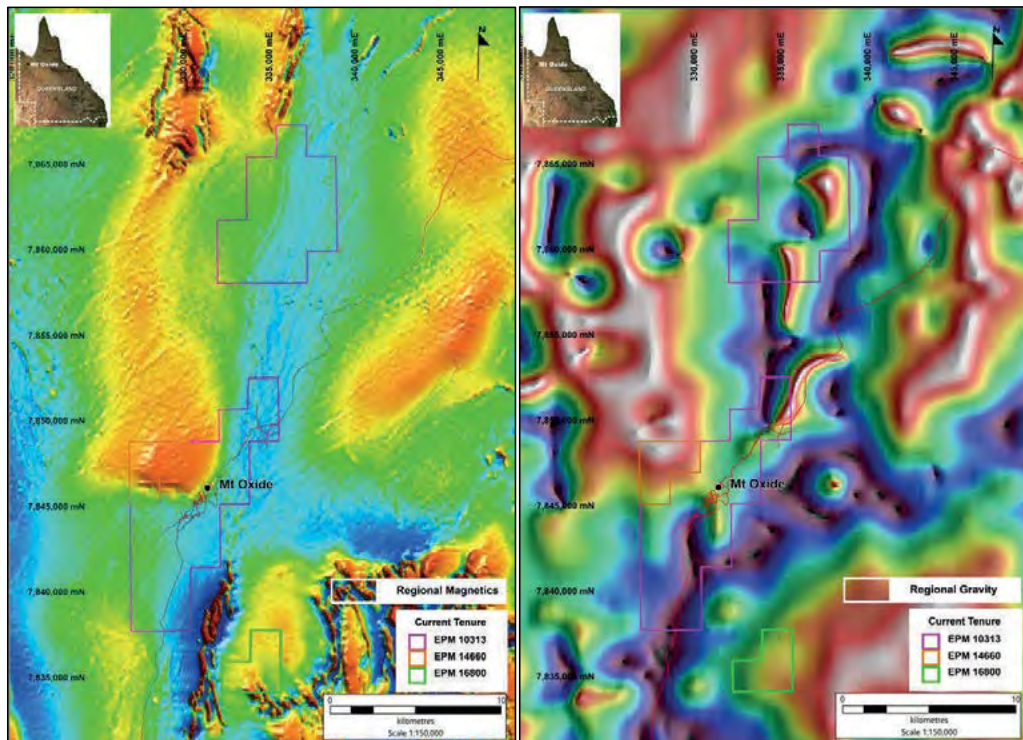 330,000 mE
335,000 mE
340,000 mE
345,000 mE
N
Mt Oxide
QUEENSLAND
7,865,000 mN
7,860,000 mN
7,855,000 mN
7,850,000 mN
Mt Oxide
7,845,000 mN
7,840,000 mN
7,835,000 mN
Regional Magnetics
Current Tenure
EPM 10313
EPM 14660
EPM 16800
0
10
kilometres
Scale 1:150,000
330,000 mE
335,000 mE
340,000 mE
345,000 mE
N
Mt Oxide
QUEENSLAND
7,865,000 mN
7,860,000 mN
7,855,000 mN
7,850,000 mN
Mt Oxide
7,845,000 mN
7,840,000 mN
7,835,000 mN
Regional Gravity
Current Tenure
EPM 10313
EPM 14660
EPM 16800
0
10
kilometres
Scale 1:150,000